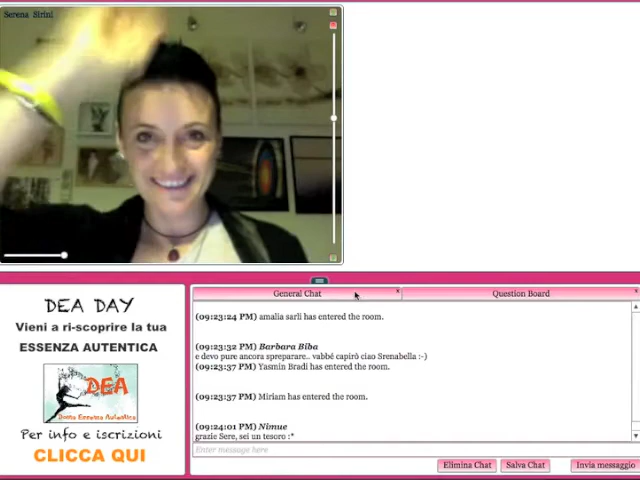 Serena Sirini
General Chat
Question Board
(09:23:24 PM) amalia sarli has entered the room.
(09:23:32 PM) Barbara Biba
e devo pure ancora spreparare.. vabbé capirò ciao Srenabella :-)
(09:23:37 PM) Yasmin Bradi has entered the room.
(09:23:37 PM) Miriam has entered the room.
(09:24:01 PM) Nimue
grazie Sere, sei un tesoro :*
Enter message here
Elimina Chat
Salva Chat
Invia messaggio
DEA DAY
Vieni a ri-scoprire la tua
ESSENZA AUTENTICA
DEA
Donna Essenza Autentica
Per info e iscrizioni
CLICCA QUI